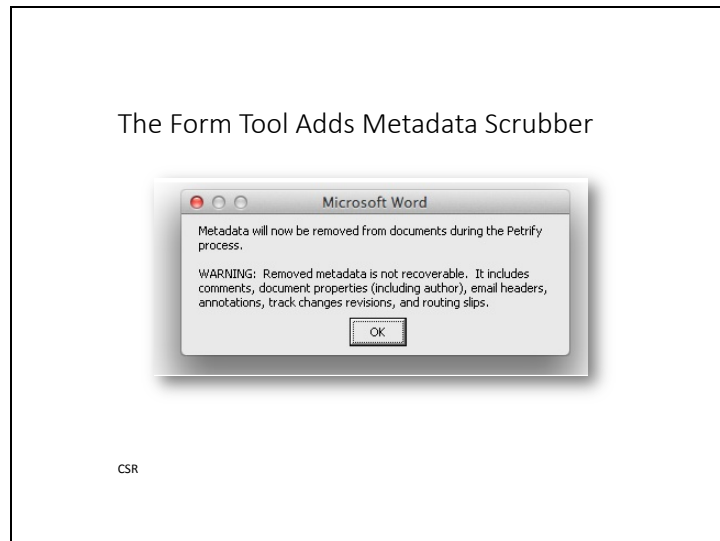 The Form Tool Adds Metadata Scrubber
Microsoft Word
Metadata will now be removed from documents during the Petrify
process.
WARNING:  Removed metadata is not recoverable.  It includes
comments, document properties (including author), email headers,
annotations, track changes revisions, and routing slips.
OK
CSR